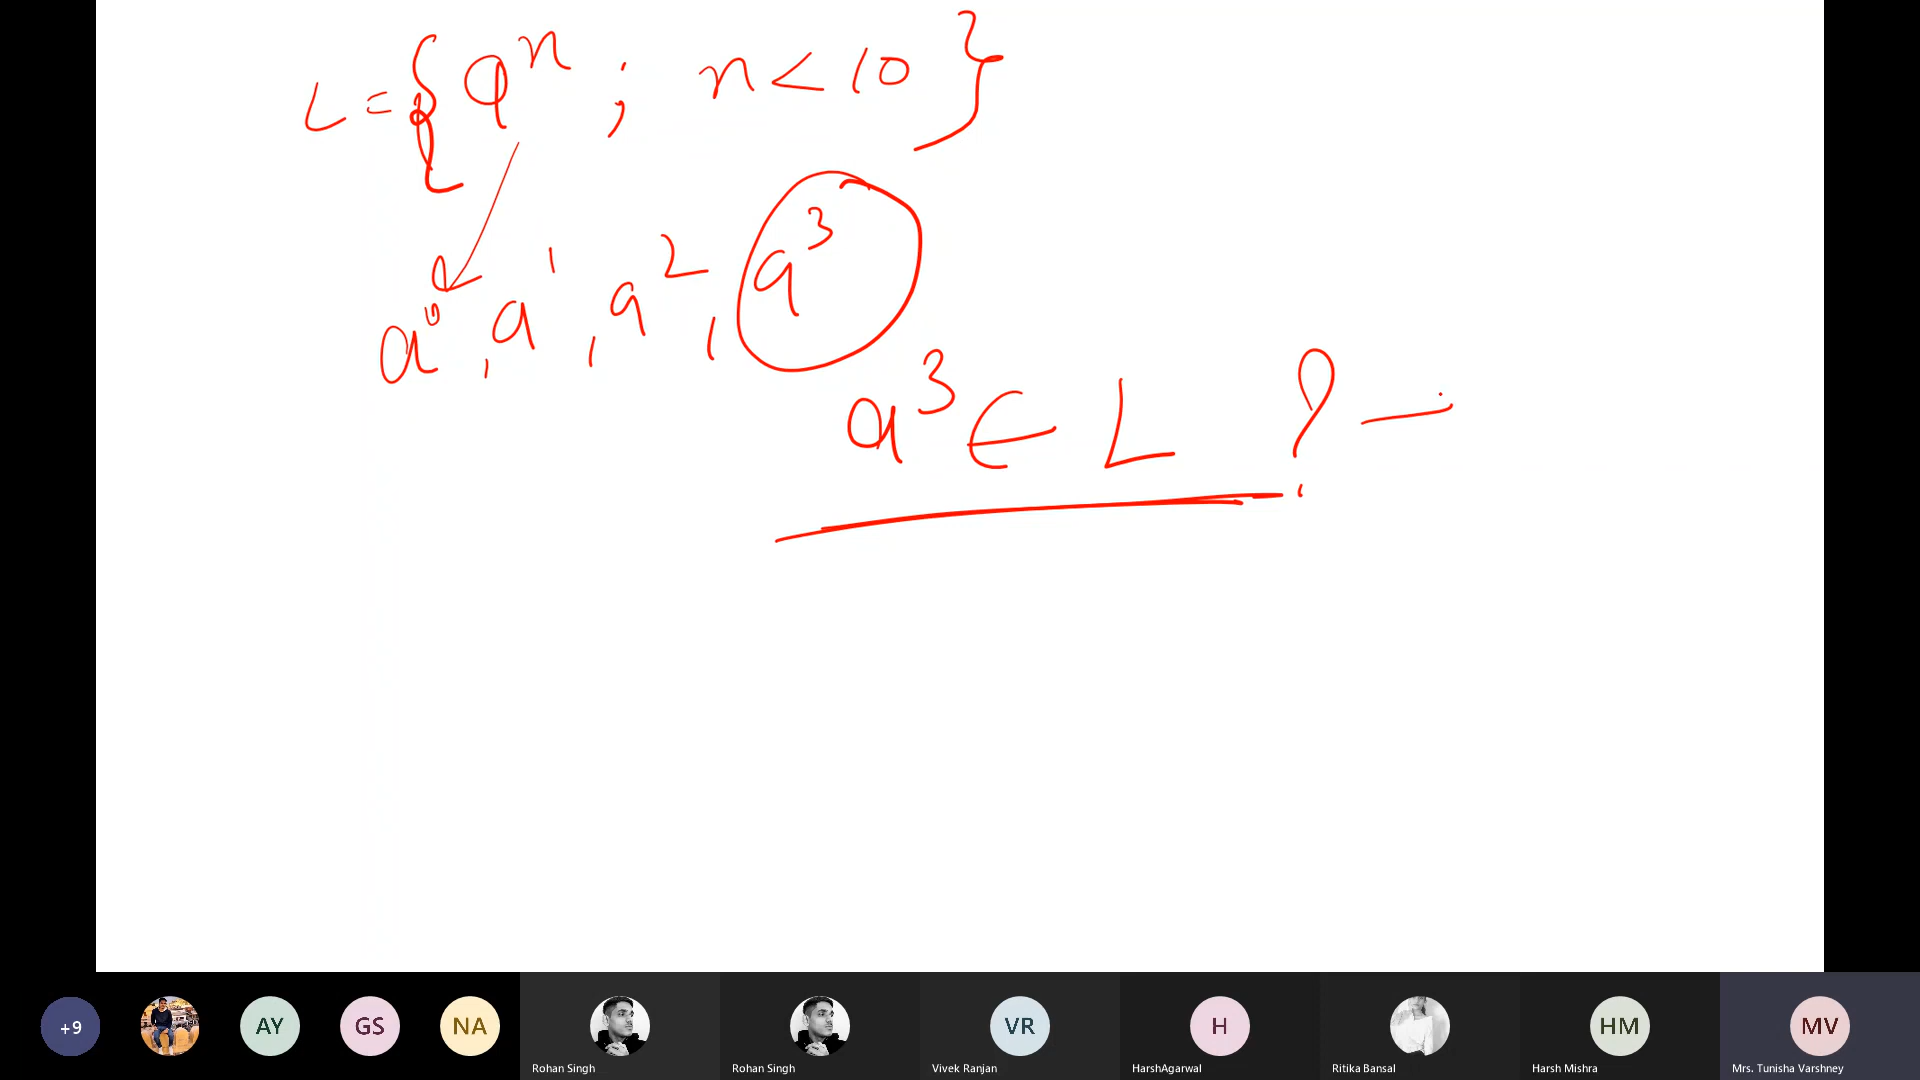 L = { a^n ; n < 10 }
a^0 , a^1 , a^2 , a^3
a^3 ∈ L ? —
+9 AY GS NA VR H HM MV
Rohan Singh Rohan Singh Vivek Ranjan HarshAgarwal Ritika Bansal Harsh Mishra Mrs. Tunisha Varshney